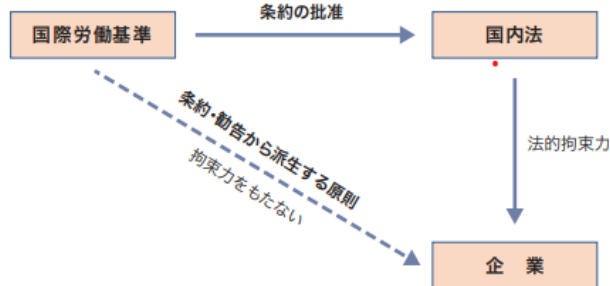 条約の批准
国際労働基準
国内法
条約・勧告から派生する原則
拘束力をもたない
法的拘束力
企　業